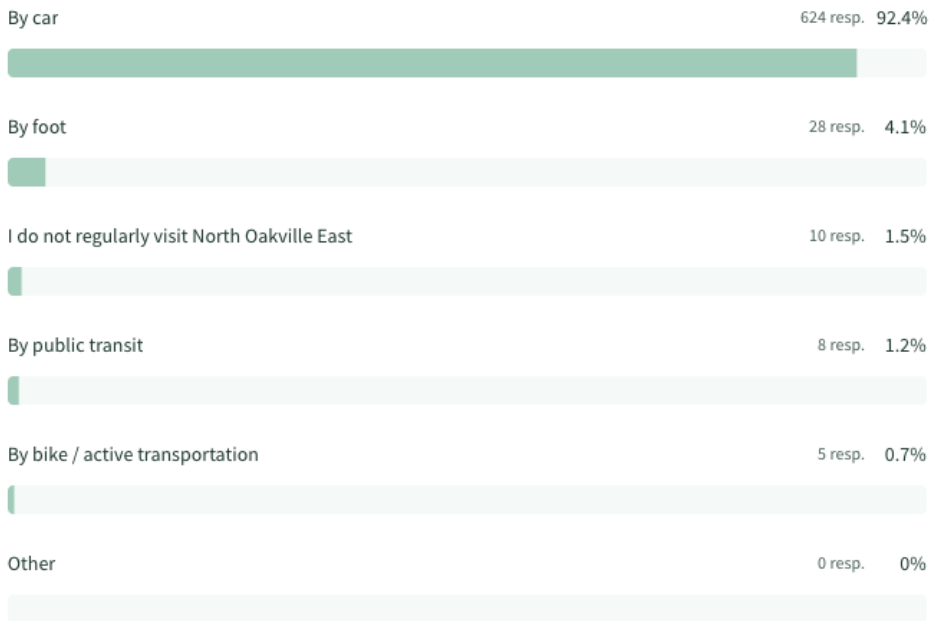 By car 624 resp. 92.4%
By foot 28 resp. 4.1%
I do not regularly visit North Oakville East 10 resp. 1.5%
By public transit 8 resp. 1.2%
By bike / active transportation 5 resp. 0.7%
Other 0 resp. 0%